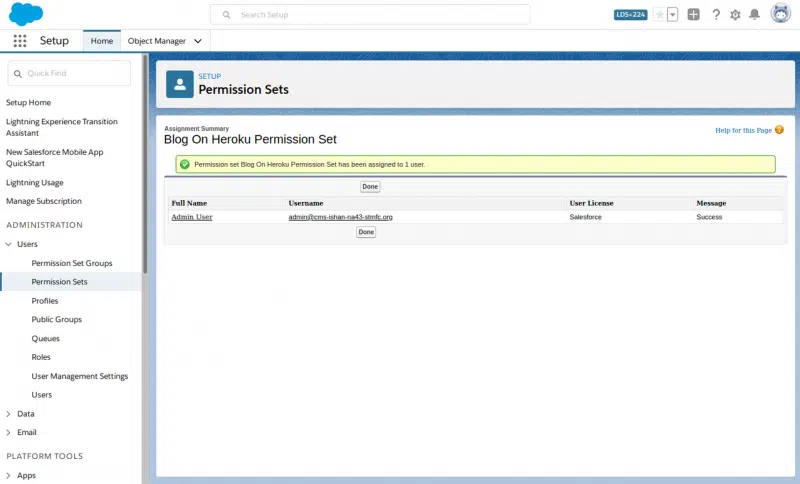 Search Setup
LDS=224
Setup
Home
Object Manager
Quick Find
Setup Home
Lightning Experience Transition
Assistant
New Salesforce Mobile App
QuickStart
Lightning Usage
Manage Subscription
ADMINISTRATION
Users
Permission Set Groups
Permission Sets
Profiles
Public Groups
Queues
Roles
User Management Settings
Users
Data
Email
PLATFORM TOOLS
Apps
SETUP
Permission Sets
Assignment Summary
Blog On Heroku Permission Set
Help for this Page
Permission set Blog On Heroku Permission Set has been assigned to 1 user.
Done
Full Name Username User License Message
Admin User admin@cms-ishan-na43-stmfc.org Salesforce Success
Done